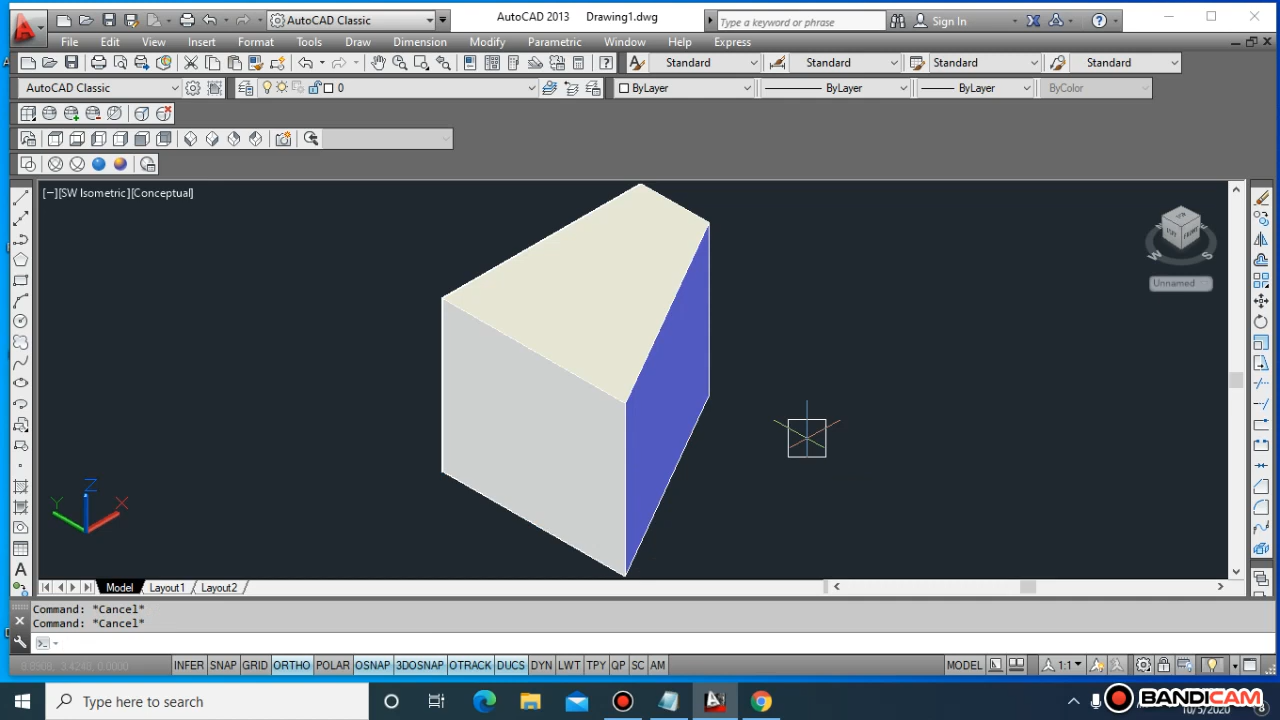 AutoCAD Classic
AutoCAD 2013 Drawing1.dwg
Type a keyword or phrase
Sign In
File Edit View Insert Format Tools Draw Dimension Modify Parametric Window Help Express
Standard Standard Standard Standard
AutoCAD Classic 0 ByLayer ByLayer ByLayer ByColor
[−][SW Isometric][Conceptual]
W S
Unnamed
Z
Y X
Model Layout1 Layout2
Command: *Cancel*
Command: *Cancel*
INFER SNAP GRID ORTHO POLAR OSNAP 3DOSNAP OTRACK DUCS DYN LWT TPY QP SC AM MODEL 1:1
Type here to search
BANDICAM
10/5/2020